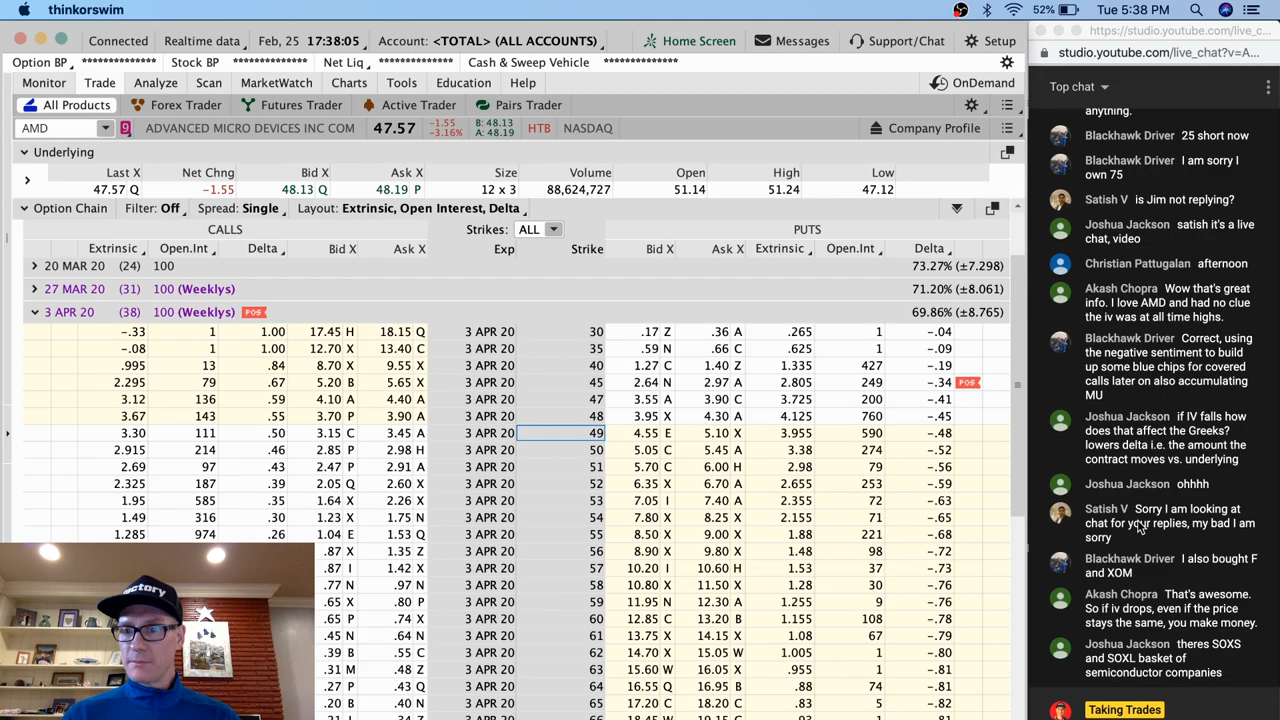 thinkorswim
52%
Tue 5:38 PM
Connected
Realtime data
Feb, 25
17:38:05
Account: <TOTAL> (ALL ACCOUNTS)
Home Screen
Messages
Support/Chat
Setup
Option BP
*************
Stock BP
*************
Net Liq
*************
Cash & Sweep Vehicle
**************
Monitor
Trade
Analyze
Scan
MarketWatch
Charts
Tools
Education
Help
OnDemand
All Products
Forex Trader
Futures Trader
Active Trader
Pairs Trader
AMD
9
ADVANCED MICRO DEVICES INC COM
47.57
-1.55
-3.16%
B: 48.13
A: 48.19
HTB
NASDAQ
Company Profile
Underlying
Last X Net Chng Bid X Ask X Size Volume Open High Low
47.57 Q -1.55 48.13 Q 48.19 P 12 x 3 88,624,727 51.14 51.24 47.12
Option Chain Filter: Off Spread: Single Layout: Extrinsic, Open Interest, Delta
CALLS Strikes: ALL PUTS
Extrinsic Open.Int Delta Bid X Ask X Exp Strike Bid X Ask X Extrinsic Open.Int Delta
20 MAR 20 (24) 100 73.27% (±7.298)
27 MAR 20 (31) 100 (Weeklys) 71.20% (±8.061)
3 APR 20 (38) 100 (Weeklys) POS 69.86% (±8.765)
-.33 1 1.00 17.45 H 18.15 Q 3 APR 20 30 .17 Z .36 A .265 1 -.04
-.08 1 1.00 12.70 X 13.40 C 3 APR 20 35 .59 N .66 C .625 1 -.09
.995 13 .84 8.70 X 9.55 X 3 APR 20 40 1.27 C 1.40 Z 1.335 427 -.19
2.295 79 .67 5.20 B 5.65 X 3 APR 20 45 2.64 N 2.97 A 2.805 249 -.34 POS
3.12 136 .59 4.10 A 4.40 A 3 APR 20 47 3.55 A 3.90 C 3.725 200 -.41
3.67 143 .55 3.70 P 3.90 A 3 APR 20 48 3.95 X 4.30 A 4.125 760 -.45
3.30 111 .50 3.15 C 3.45 A 3 APR 20 49 4.55 E 5.10 X 3.955 590 -.48
2.915 214 .46 2.85 P 2.98 H 3 APR 20 50 5.05 C 5.45 A 3.38 274 -.52
2.69 97 .43 2.47 P 2.91 A 3 APR 20 51 5.70 C 6.00 H 2.98 79 -.56
2.325 187 .39 2.05 Q 2.60 X 3 APR 20 52 6.35 X 6.70 A 2.655 253 -.59
1.95 585 .35 1.64 X 2.26 X 3 APR 20 53 7.05 I 7.40 A 2.355 72 -.63
1.49 316 .30 1.23 X 1.75 N 3 APR 20 54 7.80 X 8.25 X 2.155 71 -.65
1.285 974 .26 1.04 E 1.53 Q 3 APR 20 55 8.50 X 9.00 X 1.88 221 -.68
.87 X 1.35 Z 3 APR 20 56 8.90 X 9.80 X 1.48 98 -.72
.87 I 1.42 X 3 APR 20 57 10.20 I 10.60 H 1.53 37 -.73
.77 N .97 N 3 APR 20 58 10.80 X 11.50 X 1.28 30 -.76
.65 X .80 P 3 APR 20 59 11.95 N 12.30 A 1.255 9 -.76
.65 P .74 X 3 APR 20 60 12.85 C 13.20 B 1.155 108 -.78
.45 N .64 N 3 APR 20 61 13.75 X 14.15 X 1.08 67 -.79
.39 B .55 C 3 APR 20 62 14.70 X 15.05 W 1.005 1 -.80
.31 M .48 Z 3 APR 20 63 15.60 W 16.05 X .955 1 -.81
.27 P .43 Q 3 APR 20 64 16.55 Q 16.95 B .88 74 -.81
.21 X .40 X 3 APR 20 65 17.20 C 18.20 B .83 5 -.83
https://studio.youtube.com/live_c...
studio.youtube.com/live_chat?v=A...
Top chat
anything.
Blackhawk Driver 25 short now
Blackhawk Driver I am sorry I
own 75
Satish V is Jim not replying?
Joshua Jackson satish it's a live
chat, video
Christian Pattugalan afternoon
Akash Chopra Wow that's great
info. I love AMD and had no clue
the iv was at all time highs.
Blackhawk Driver Correct, using
the negative sentiment to build
up some blue chips for covered
calls later on also accumulating
MU
Joshua Jackson if IV falls how
does that affect the Greeks?
lowers delta i.e. the amount the
contract moves vs. underlying
Joshua Jackson ohhhh
Satish V Sorry I am looking at
chat for your replies, my bad I am
sorry
Blackhawk Driver I also bought F
and XOM
Akash Chopra That's awesome.
So if iv drops, even if the price
stays the same, you make money.
Joshua Jackson theres SOXS
and SOXL basket of
semiconductor companies
Taking Trades